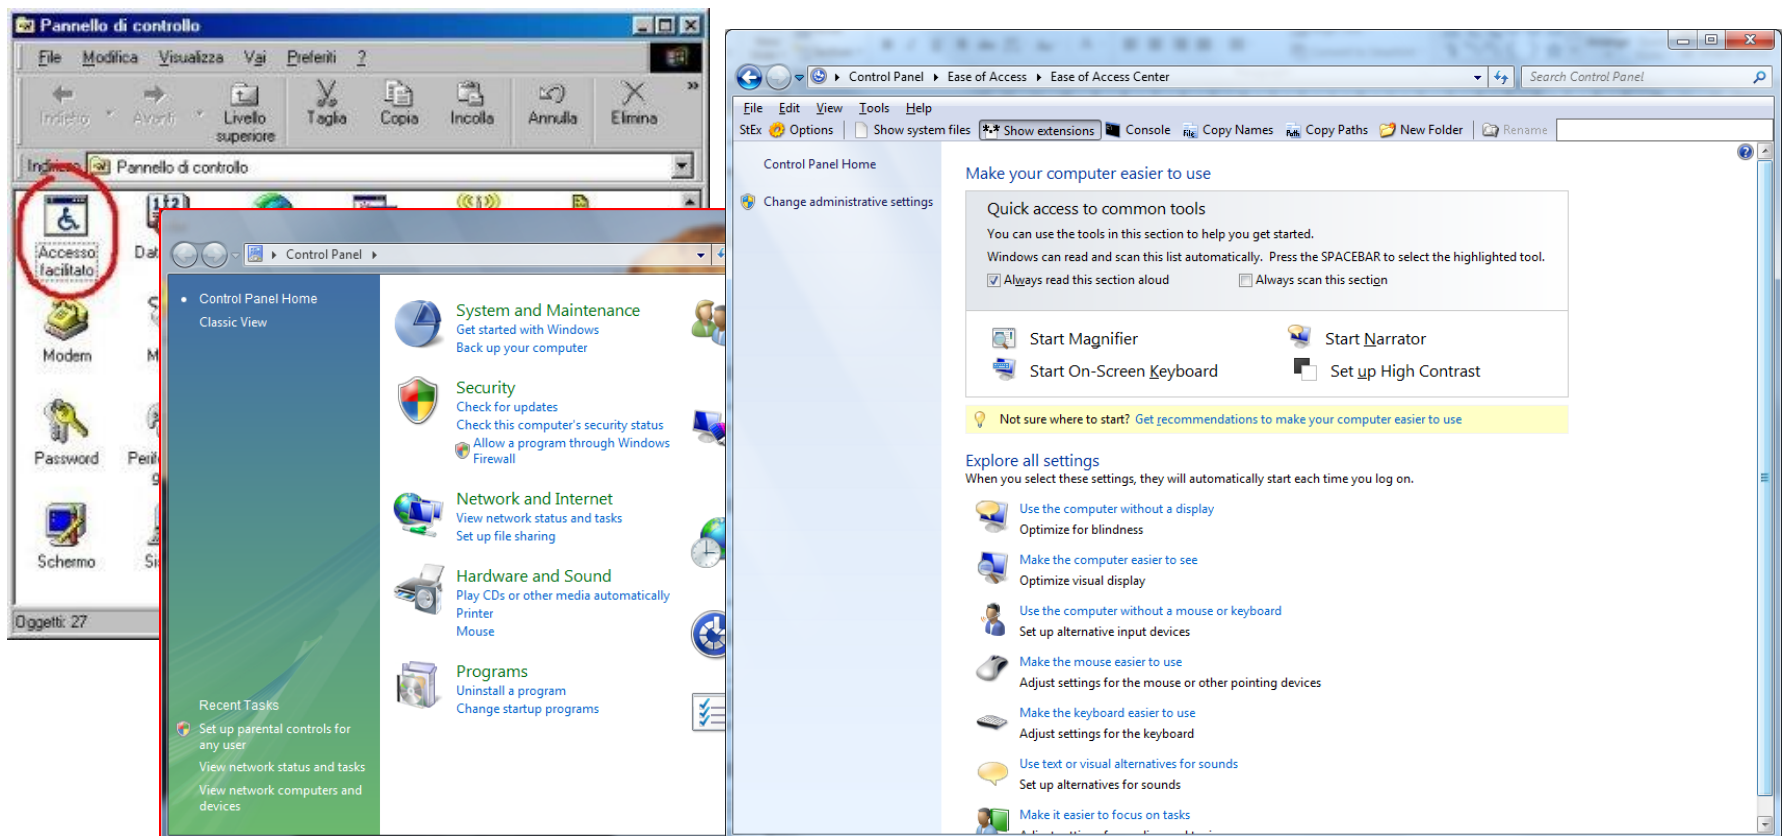 Pannello di controllo
File Modifica Visualizza Vai Preferiti ?
Indietro Avanti Livello superiore Taglia Copia Incolla Annulla Elimina »
Indirizzo Pannello di controllo
Accesso facilitato
Dat
Modem
M
Password
Perif
g
Schermo
Si
Oggetti: 27
Control Panel
Control Panel Home
Classic View
System and Maintenance
Get started with Windows
Back up your computer
Security
Check for updates
Check this computer's security status
Allow a program through Windows
Firewall
Network and Internet
View network status and tasks
Set up file sharing
Hardware and Sound
Play CDs or other media automatically
Printer
Mouse
Programs
Uninstall a program
Change startup programs
Recent Tasks
Set up parental controls for
any user
View network status and tasks
View network computers and
devices
Control Panel Ease of Access Ease of Access Center
Search Control Panel
File Edit View Tools Help
StEx Options Show system files Show extensions Console Copy Names Copy Paths New Folder Rename
Control Panel Home
Change administrative settings
Make your computer easier to use
Quick access to common tools
You can use the tools in this section to help you get started.
Windows can read and scan this list automatically. Press the SPACEBAR to select the highlighted tool.
Always read this section aloud Always scan this section
Start Magnifier Start Narrator
Start On-Screen Keyboard Set up High Contrast
Not sure where to start? Get recommendations to make your computer easier to use
Explore all settings
When you select these settings, they will automatically start each time you log on.
Use the computer without a display
Optimize for blindness
Make the computer easier to see
Optimize visual display
Use the computer without a mouse or keyboard
Set up alternative input devices
Make the mouse easier to use
Adjust settings for the mouse or other pointing devices
Make the keyboard easier to use
Adjust settings for the keyboard
Use text or visual alternatives for sounds
Set up alternatives for sounds
Make it easier to focus on tasks